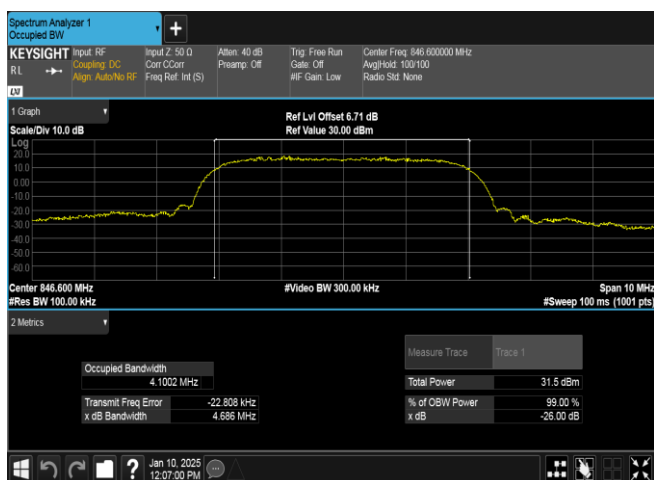 Spectrum Analyzer 1
Occupied BW
KEYSIGHT
RL
LXI
Input: RF
Coupling: DC
Align: Auto/No RF
Input Z: 50 Ω
Corr CCorr
Freq Ref: Int (S)
Atten: 40 dB
Preamp: Off
Trig: Free Run
Gate: Off
#IF Gain: Low
Center Freq: 846.600000 MHz
Avg|Hold: 100/100
Radio Std: None
1 Graph
Scale/Div 10.0 dB
Ref Lvl Offset 6.71 dB
Ref Value 30.00 dBm
Log
20.0
10.0
0.00
-10.0
-20.0
-30.0
-40.0
-50.0
-60.0
Center 846.600 MHz
#Res BW 100.00 kHz
#Video BW 300.00 kHz
Span 10 MHz
#Sweep 100 ms (1001 pts)
2 Metrics
Measure Trace Trace 1
Occupied Bandwidth
4.1002 MHz
Total Power 31.5 dBm
Transmit Freq Error -22.808 kHz
% of OBW Power 99.00 %
x dB Bandwidth 4.686 MHz
x dB -26.00 dB
Jan 10, 2025
12:07:00 PM